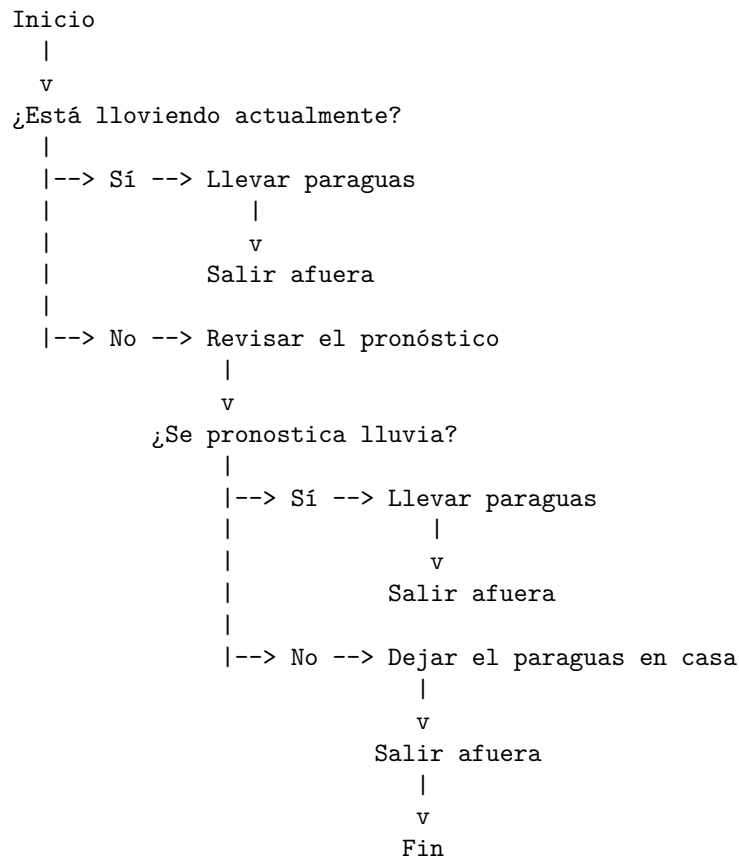 Inicio
|
v
¿Está lloviendo actualmente?
|
|--> Sí --> Llevar paraguas
| |
| v
| Salir afuera
|
|--> No --> Revisar el pronóstico
|
v
¿Se pronostica lluvia?
|
|--> Sí --> Llevar paraguas
| |
| v
| Salir afuera
|
|--> No --> Dejar el paraguas en casa
|
v
Salir afuera
|
v
Fin